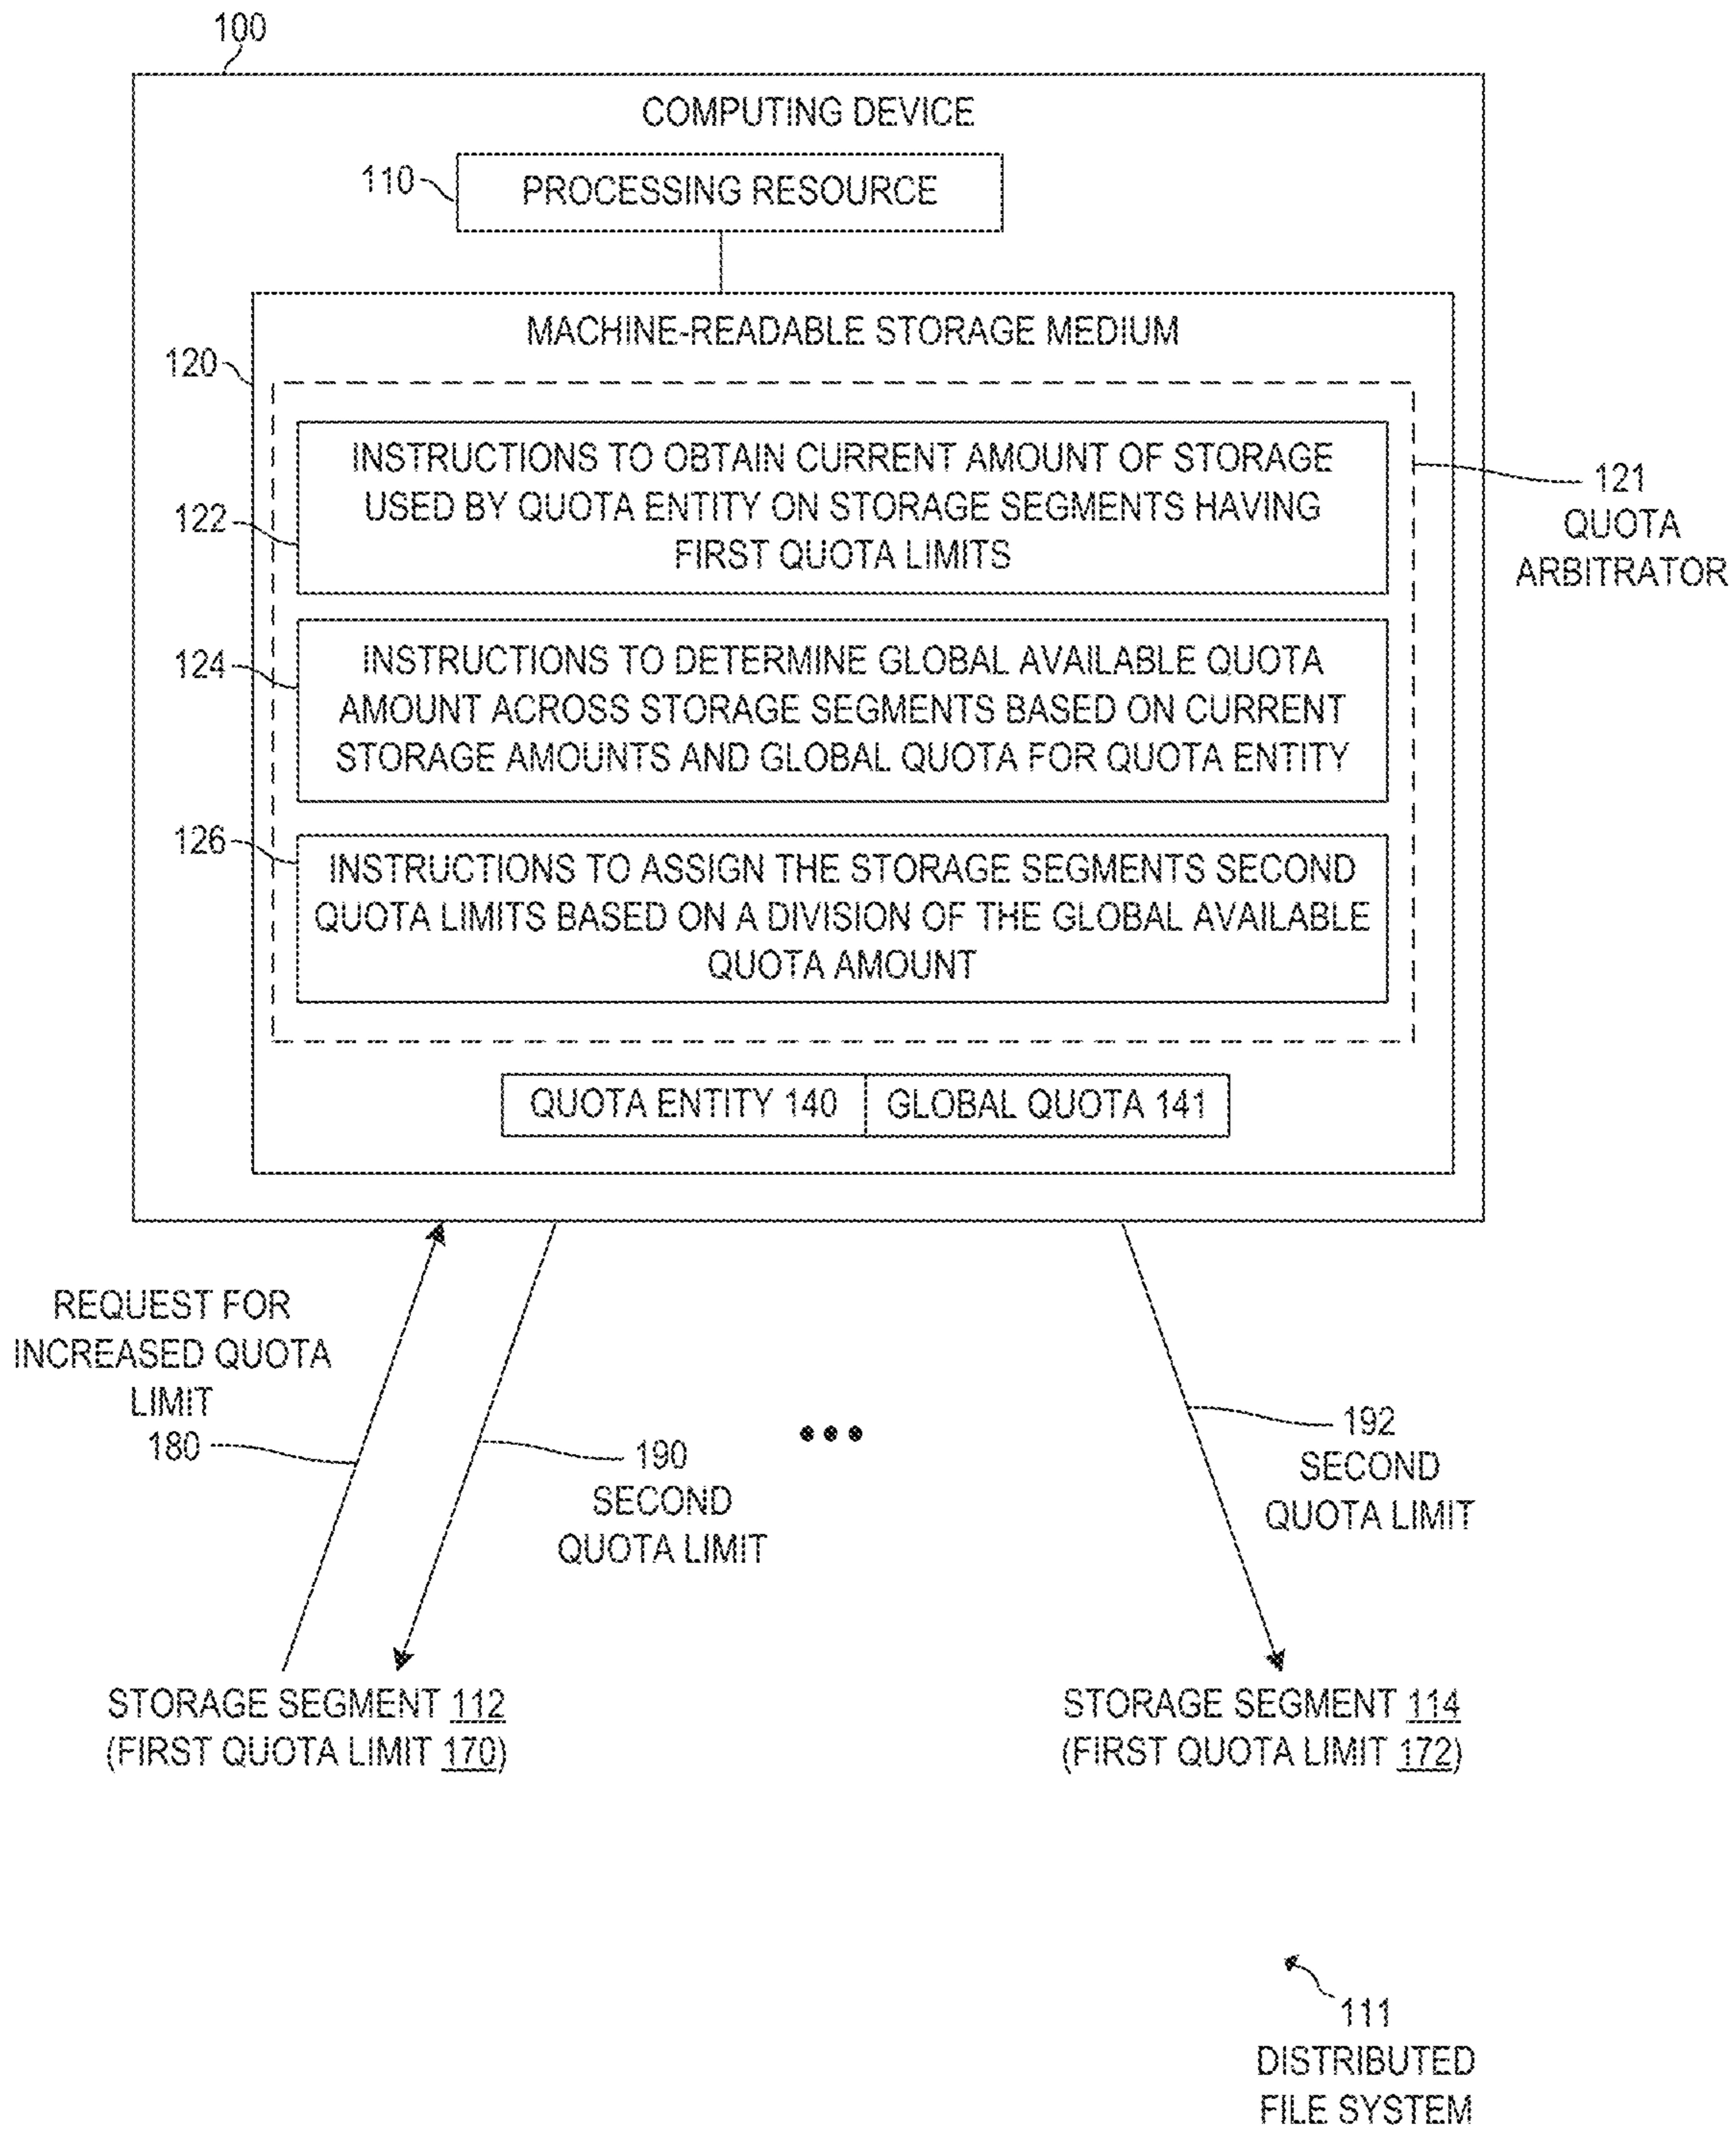 100
COMPUTING DEVICE
110
PROCESSING RESOURCE
MACHINE-READABLE STORAGE MEDIUM
120
INSTRUCTIONS TO OBTAIN CURRENT AMOUNT OF STORAGE
USED BY QUOTA ENTITY ON STORAGE SEGMENTS HAVING
FIRST QUOTA LIMITS
122
121
QUOTA
ARBITRATOR
124
INSTRUCTIONS TO DETERMINE GLOBAL AVAILABLE QUOTA
AMOUNT ACROSS STORAGE SEGMENTS BASED ON CURRENT
STORAGE AMOUNTS AND GLOBAL QUOTA FOR QUOTA ENTITY
126
INSTRUCTIONS TO ASSIGN THE STORAGE SEGMENTS SECOND
QUOTA LIMITS BASED ON A DIVISION OF THE GLOBAL AVAILABLE
QUOTA AMOUNT
QUOTA ENTITY 140
GLOBAL QUOTA 141
REQUEST FOR
INCREASED QUOTA
LIMIT
180
190
SECOND
QUOTA LIMIT
192
SECOND
QUOTA LIMIT
STORAGE SEGMENT 112
(FIRST QUOTA LIMIT 170)
STORAGE SEGMENT 114
(FIRST QUOTA LIMIT 172)
111
DISTRIBUTED
FILE SYSTEM